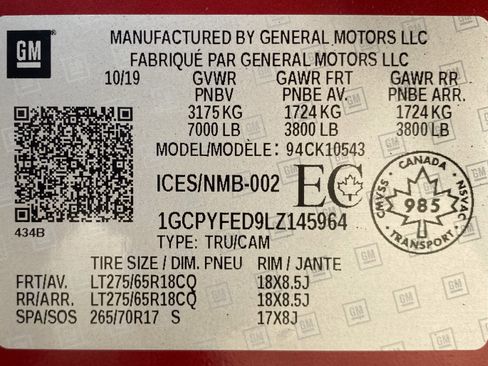 GM
MANUFACTURED BY GENERAL MOTORS LLC
FABRIQUÉ PAR GENERAL MOTORS LLC
10/19 GVWR GAWR FRT GAWR RR
PNBV PNBE AV. PNBE ARR.
3175 KG 1724 KG 1724 KG
7000 LB 3800 LB 3800 LB
MODEL/MODÈLE: 94CK10543
ICES/NMB-002 EC
CANADA
CMVSS NSVAC
985
TRANSPORT
434B
1GCPYFED9LZ145964
TYPE: TRU/CAM
TIRE SIZE / DIM. PNEU RIM / JANTE
FRT/AV. LT275/65R18CQ 18X8.5J
RR/ARR. LT275/65R18CQ 18X8.5J
SPA/SOS 265/70R17 S 17X8J